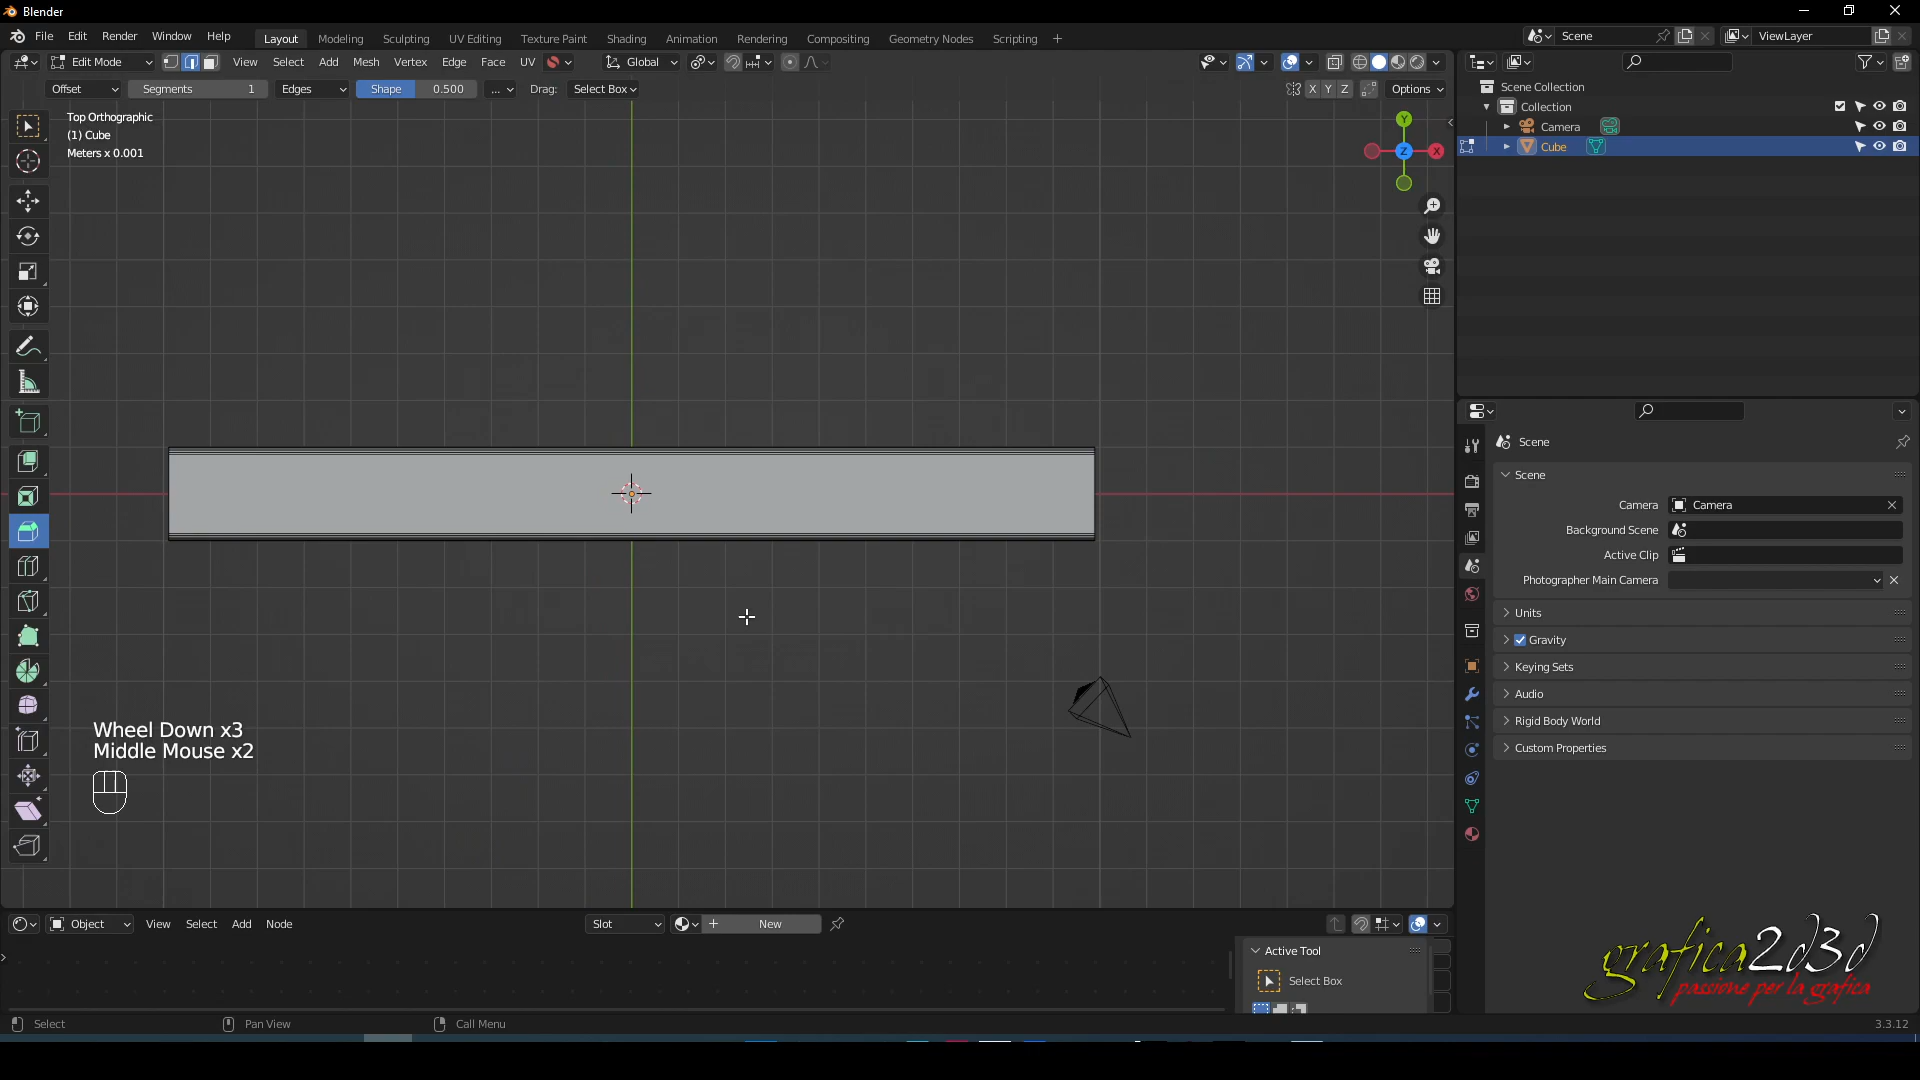 Blender
File Edit Render Window Help
Layout Modeling Sculpting UV Editing Texture Paint Shading Animation Rendering Compositing Geometry Nodes Scripting +
Scene ViewLayer
Edit Mode View Select Add Mesh Vertex Edge Face UV Global
Offset Segments 1 Edges Shape 0.500 ... Drag: Select Box X Y Z Options
Top Orthographic
(1) Cube
Meters x 0.001
Y
Z X
Scene Collection
Collection
Camera
Cube
Scene
Scene
Camera Camera
Background Scene
Active Clip
Photographer Main Camera
Units
Gravity
Keying Sets
Audio
Rigid Body World
Custom Properties
Wheel Down x3
Middle Mouse x2
Object View Select Add Node Slot New
Active Tool
Select Box
grafica2d3d
passione per la grafica
Select Pan View Call Menu 3.3.12